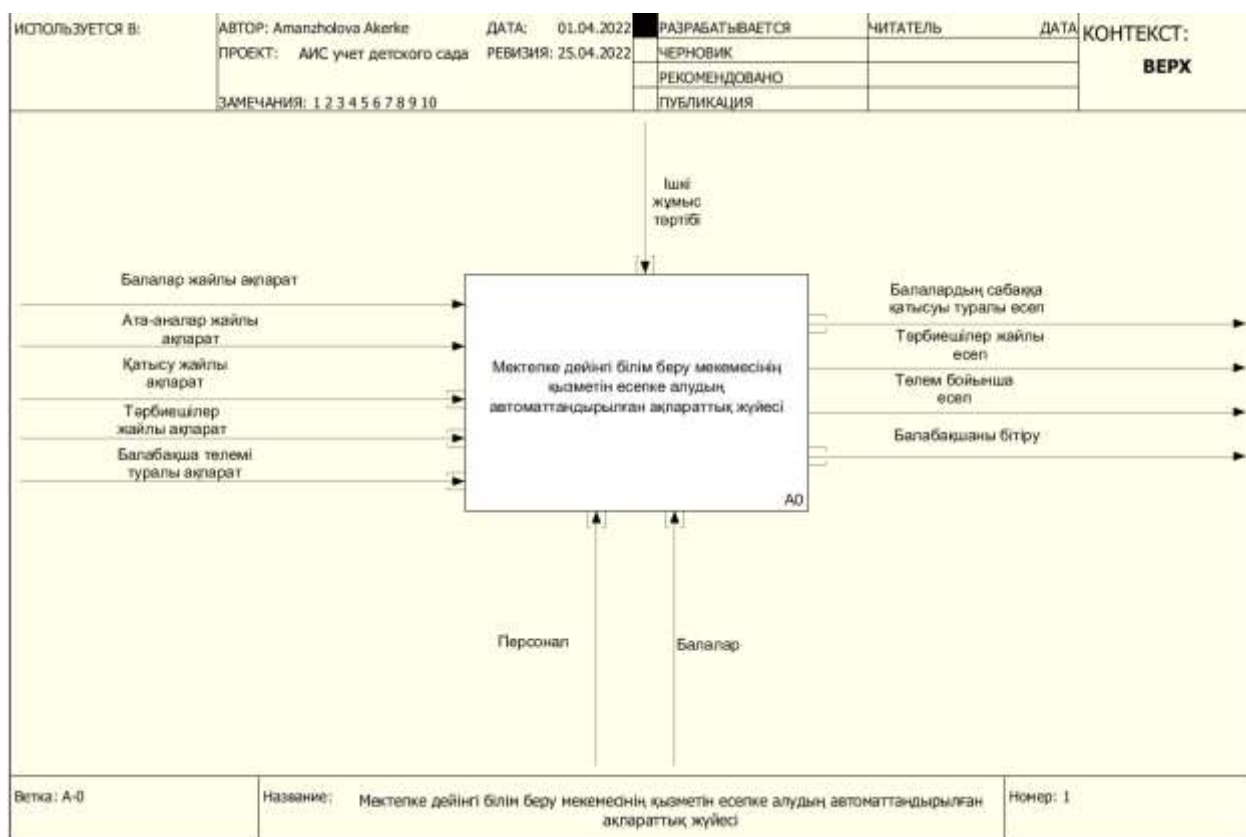 ИСПОЛЬЗУЕТСЯ В:
АВТОР: Amanzholova Akerke
ДАТА: 01.04.2022
ПРОЕКТ: АИС учет детского сада
РЕВИЗИЯ: 25.04.2022
ЗАМЕЧАНИЯ: 1 2 3 4 5 6 7 8 9 10
РАЗРАБАТЫВАЕТСЯ
ЧЕРНОВИК
РЕКОМЕНДОВАНО
ПУБЛИКАЦИЯ
ЧИТАТЕЛЬ
ДАТА
КОНТЕКСТ:
ВЕРХ
Ішкі
жұмыс
тәртібі
Балалар жайлы ақпарат
Ата-аналар жайлы
ақпарат
Қатысу жайлы
ақпарат
Тәрбиешілер
жайлы ақпарат
Балабақша төлемі
туралы ақпарат
Мектепке дейінгі білім беру мекемесінің
қызметін есепке алудың
автоматтандырылған ақпараттық жүйесі
A0
Балалардың сабаққа
қатысуы туралы есеп
Тәрбиешілер жайлы
есеп
Төлем бойынша
есеп
Балабақшаны бітіру
Персонал
Балалар
Ветка: A-0
Название:
Мектепке дейінгі білім беру мекемесінің қызметін есепке алудың автоматтандырылған
ақпараттық жүйесі
Номер: 1